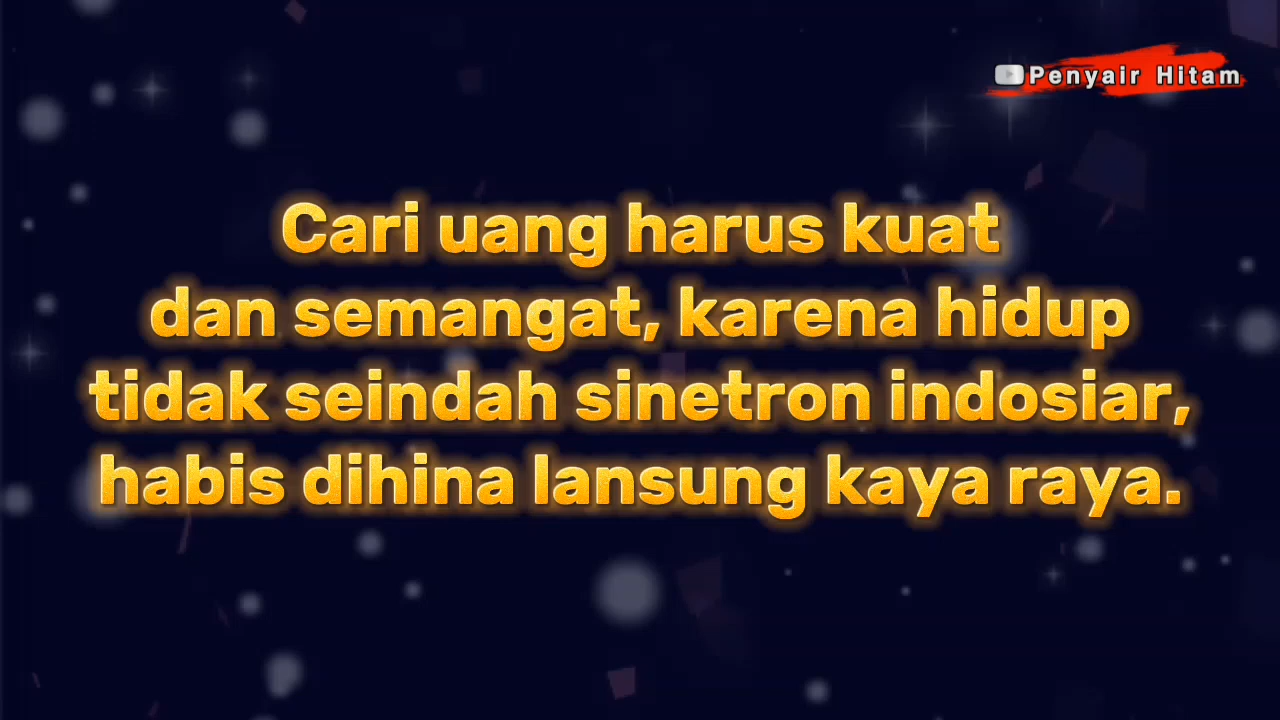 Penyair Hitam
Cari uang harus kuat
dan semangat, karena hidup
tidak seindah sinetron indosiar,
habis dihina lansung kaya raya.